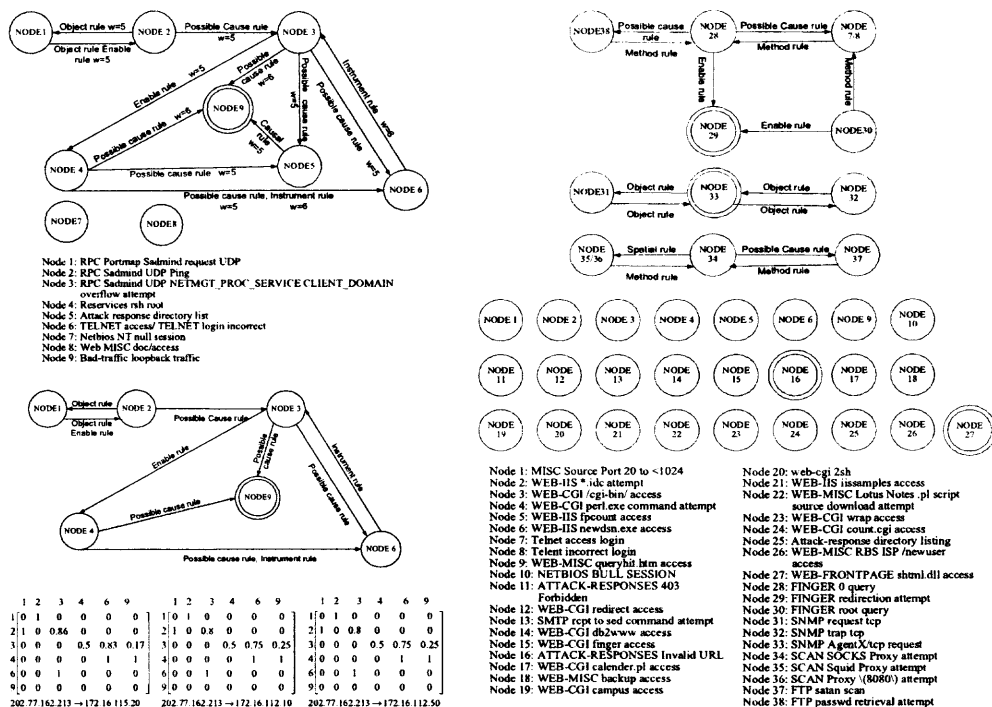 NODE1
Object rule w=5
NODE 2
Possible Cause rule
w=5
NODE 3
Object rule Enable
rule w=5
Enable rule
w=5
Possible
cause rule
w=6
Possible cause rule
w=5
Possible cause rule
w=5
Instrument rule
w=6
NODE9
Possible cause rule
w=6
Causal
rule
w=5
NODE 4
NODE5
Possible cause rule w=5
NODE 6
Possible cause rule, Instrument rule
w=5 w=6
NODE7
NODE8
Node 1: RPC Portmap Sadmind request UDP
Node 2: RPC Sadmind UDP Ping
Node 3: RPC Sadmind UDP NETMGT_PROC_SERVICE CLIENT_DOMAIN
overflow attempt
Node 4: Reservices rsh root
Node 5: Attack response directory list
Node 6: TELNET access/ TELNET login incorrect
Node 7: Netbios NT null session
Node 8: Web MISC doc/access
Node 9: Bad-traffic loopback traffic
NODE1
Object rule
NODE 2
Object rule
Enable rule
Possible Cause rule
NODE 3
Enable rule
Possible
cause rule
Instrument rule
Possible cause rule
NODE9
Possible cause rule
NODE 4
NODE 6
Possible cause rule, Instrument rule
1 2 3 4 6 9
1 0 1 0 0 0 0
2 1 0 0.86 0 0 0
3 0 0 0 0.5 0.83 0.17
4 0 0 0 0 1 1
6 0 0 1 0 0 0
9 0 0 0 0 0 0
202.77.162.213 → 172.16.115.20
1 2 3 4 6 9
1 0 1 0 0 0 0
2 1 0 0.8 0 0 0
3 0 0 0 0.5 0.75 0.25
4 0 0 0 0 1 1
6 0 0 1 0 0 0
9 0 0 0 0 0 0
202.77.162.213 → 172.16.112.10
1 2 3 4 6 9
1 0 1 0 0 0 0
2 1 0 0.8 0 0 0
3 0 0 0 0.5 0.75 0.25
4 0 0 0 0 1 1
6 0 0 1 0 0 0
9 0 0 0 0 0 0
202.77.162.213 → 172.16.112.50
NODE38
Possible cause
rule
Method rule
NODE
28
Possible Cause rule
Method rule
NODE
7-8
Enable rule
Method rule
NODE
29
Enable rule
NODE30
NODE31
Object rule
Object rule
NODE
33
Object rule
Object rule
NODE
32
NODE
35/36
Spatial rule
Method rule
NODE
34
Possible Cause rule
Method rule
NODE
37
NODE 1
NODE 2
NODE 3
NODE 4
NODE 5
NODE 6
NODE 9
NODE
10
NODE
11
NODE
12
NODE
13
NODE
14
NODE
15
NODE
16
NODE
17
NODE
18
NODE
19
NODE
20
NODE
21
NODE
22
NODE
23
NODE
24
NODE
25
NODE
26
NODE
27
Node 1: MISC Source Port 20 to <1024
Node 2: WEB-IIS *.idc attempt
Node 3: WEB-CGI /cgi-bin/ access
Node 4: WEB-CGI perl.exe command attempt
Node 5: WEB-IIS fpcount access
Node 6: WEB-IIS newdsn.exe access
Node 7: Telnet access login
Node 8: Telent incorrect login
Node 9: WEB-MISC queryhit.htm access
Node 10: NETBIOS BULL SESSION
Node 11: ATTACK-RESPONSES 403
Forbidden
Node 12: WEB-CGI redirect access
Node 13: SMTP rcpt to sed command attempt
Node 14: WEB-CGI db2www access
Node 15: WEB-CGI finger access
Node 16: ATTACK-RESPONSES Invalid URL
Node 17: WEB-CGI calender.pl access
Node 18: WEB-MISC backup access
Node 19: WEB-CGI campus access
Node 20: web-cgi 2sh
Node 21: WEB-IIS iissamples access
Node 22: WEB-MISC Lotus Notes .pl script
source download attempt
Node 23: WEB-CGI wrap access
Node 24: WEB-CGI count.cgi access
Node 25: Attack-response directory listing
Node 26: WEB-MISC RBS ISP /newuser
access
Node 27: WEB-FRONTPAGE shtml.dll access
Node 28: FINGER 0 query
Node 29: FINGER redirection attempt
Node 30: FINGER root query
Node 31: SNMP request tcp
Node 32: SNMP trap tcp
Node 33: SNMP AgentX/tcp request
Node 34: SCAN SOCKS Proxy attempt
Node 35: SCAN Squid Proxy attempt
Node 36: SCAN Proxy \(8080\) attempt
Node 37: FTP satan scan
Node 38: FTP passwd retrieval attempt